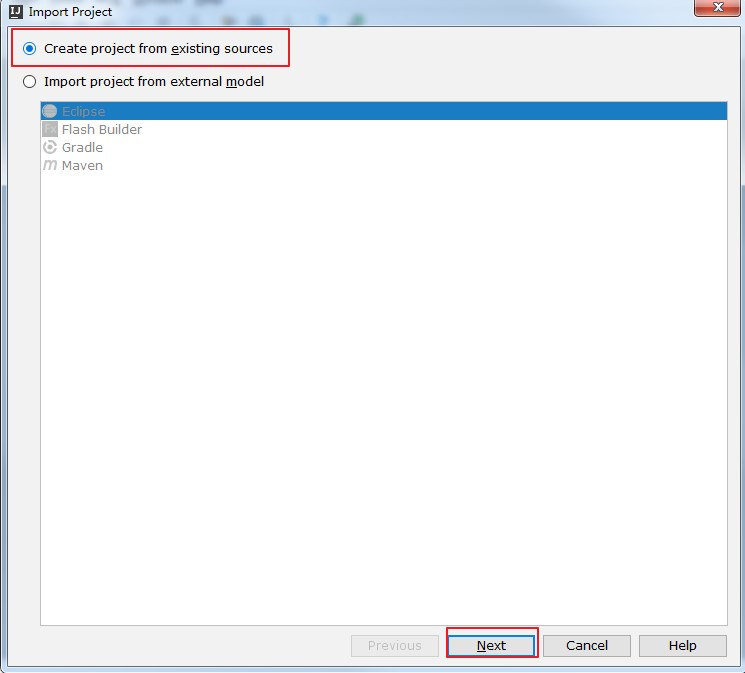 Import Project
Create project from existing sources
Import project from external model
Eclipse
Flash Builder
Gradle
Maven
Previous
Next
Cancel
Help